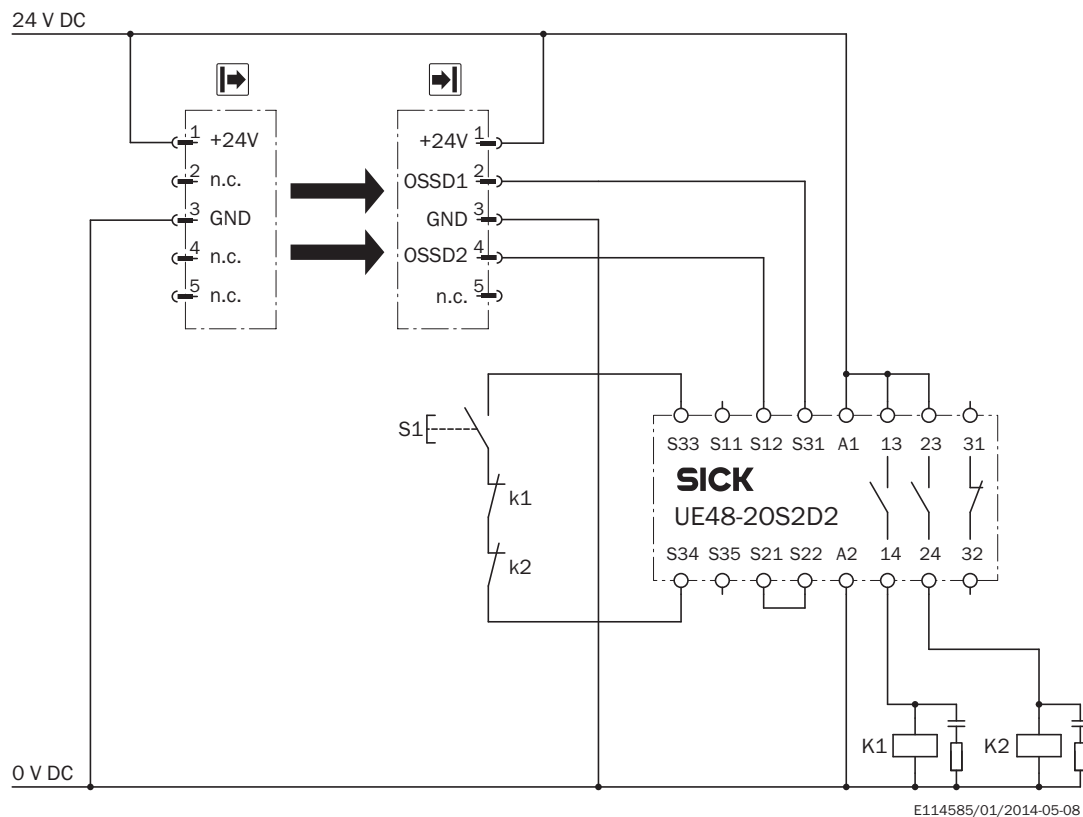 24 V DC
1 +24V
2 n.c.
3 GND
4 n.c.
5 n.c.
+24V 1
OSSD1 2
GND 3
OSSD2 4
n.c. 5
S1
k1
k2
S33 S11 S12 S31 A1 13 23 31
SICK
UE48-2OS2D2
S34 S35 S21 S22 A2 14 24 32
K1
K2
0 V DC
E114585/01/2014-05-08